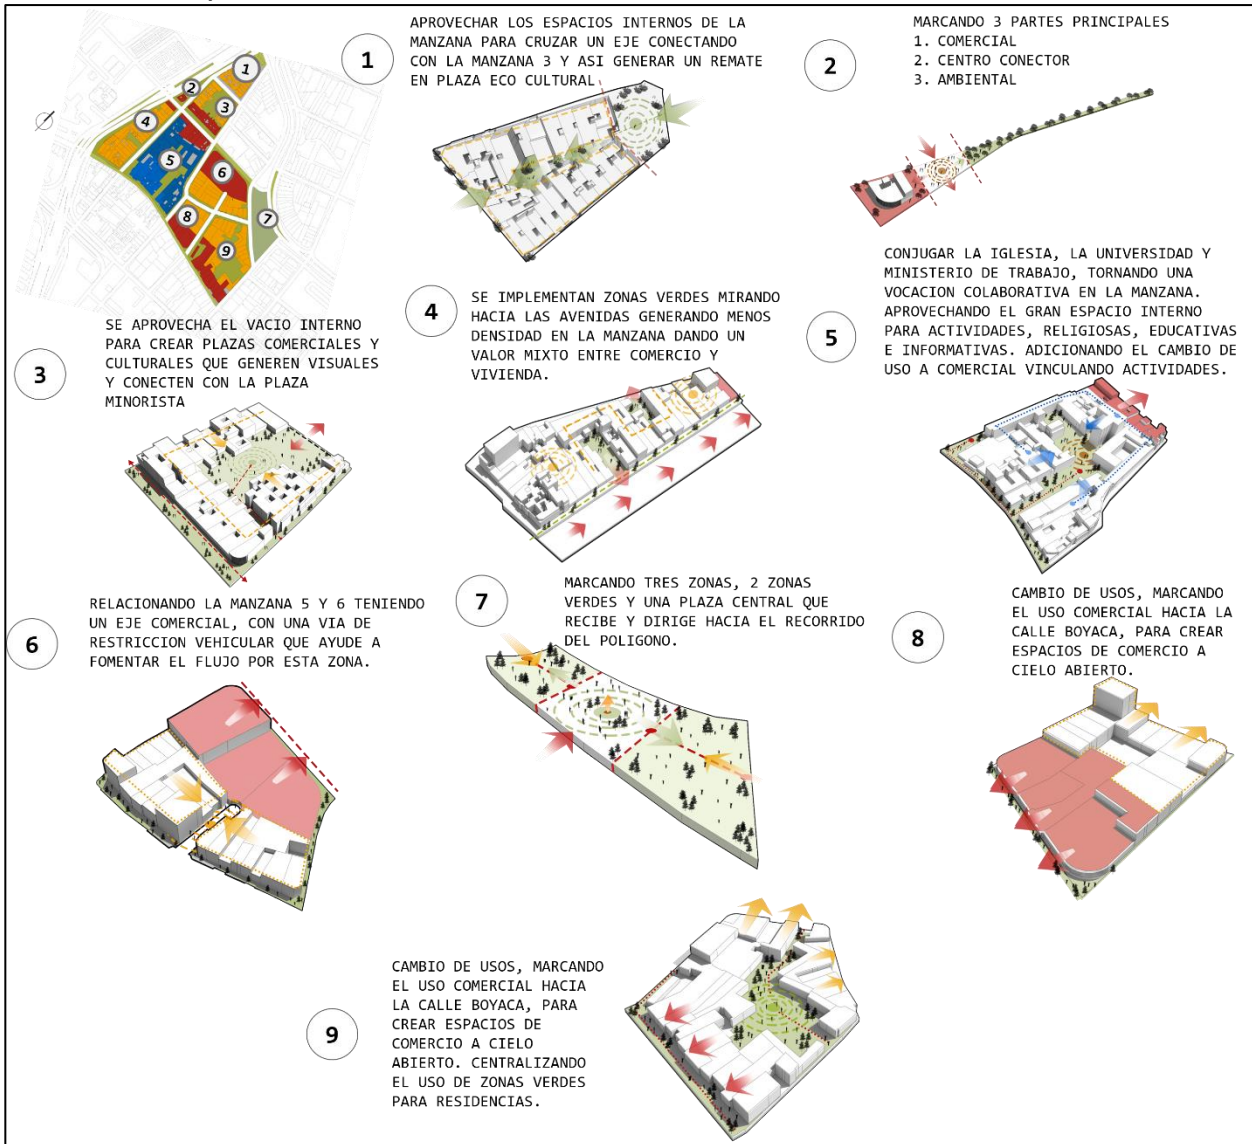 1
2
3
4
5
6
7
8
9
1
APROVECHAR LOS ESPACIOS INTERNOS DE LA
MANZANA PARA CRUZAR UN EJE CONECTANDO
CON LA MANZANA 3 Y ASI GENERAR UN REMATE
EN PLAZA ECO CULTURAL
2
MARCANDO 3 PARTES PRINCIPALES
1. COMERCIAL
2. CENTRO CONECTOR
3. AMBIENTAL
3
SE APROVECHA EL VACIO INTERNO
PARA CREAR PLAZAS COMERCIALES Y
CULTURALES QUE GENEREN VISUALES
Y CONECTEN CON LA PLAZA
MINORISTA
4
SE IMPLEMENTAN ZONAS VERDES MIRANDO
HACIA LAS AVENIDAS GENERANDO MENOS
DENSIDAD EN LA MANZANA DANDO UN
VALOR MIXTO ENTRE COMERCIO Y
VIVIENDA.
5
CONJUGAR LA IGLESIA, LA UNIVERSIDAD Y
MINISTERIO DE TRABAJO, TORNANDO UNA
VOCACION COLABORATIVA EN LA MANZANA.
APROVECHANDO EL GRAN ESPACIO INTERNO
PARA ACTIVIDADES, RELIGIOSAS, EDUCATIVAS
E INFORMATIVAS. ADICIONANDO EL CAMBIO DE
USO A COMERCIAL VINCULANDO ACTIVIDADES.
6
RELACIONANDO LA MANZANA 5 Y 6 TENIENDO
UN EJE COMERCIAL, CON UNA VIA DE
RESTRICCION VEHICULAR QUE AYUDE A
FOMENTAR EL FLUJO POR ESTA ZONA.
7
MARCANDO TRES ZONAS, 2 ZONAS
VERDES Y UNA PLAZA CENTRAL QUE
RECIBE Y DIRIGE HACIA EL RECORRIDO
DEL POLIGONO.
8
CAMBIO DE USOS, MARCANDO
EL USO COMERCIAL HACIA LA
CALLE BOYACA, PARA CREAR
ESPACIOS DE COMERCIO A
CIELO ABIERTO.
9
CAMBIO DE USOS, MARCANDO
EL USO COMERCIAL HACIA
LA CALLE BOYACA, PARA
CREAR ESPACIOS DE
COMERCIO A CIELO
ABIERTO. CENTRALIZANDO
EL USO DE ZONAS VERDES
PARA RESIDENCIAS.